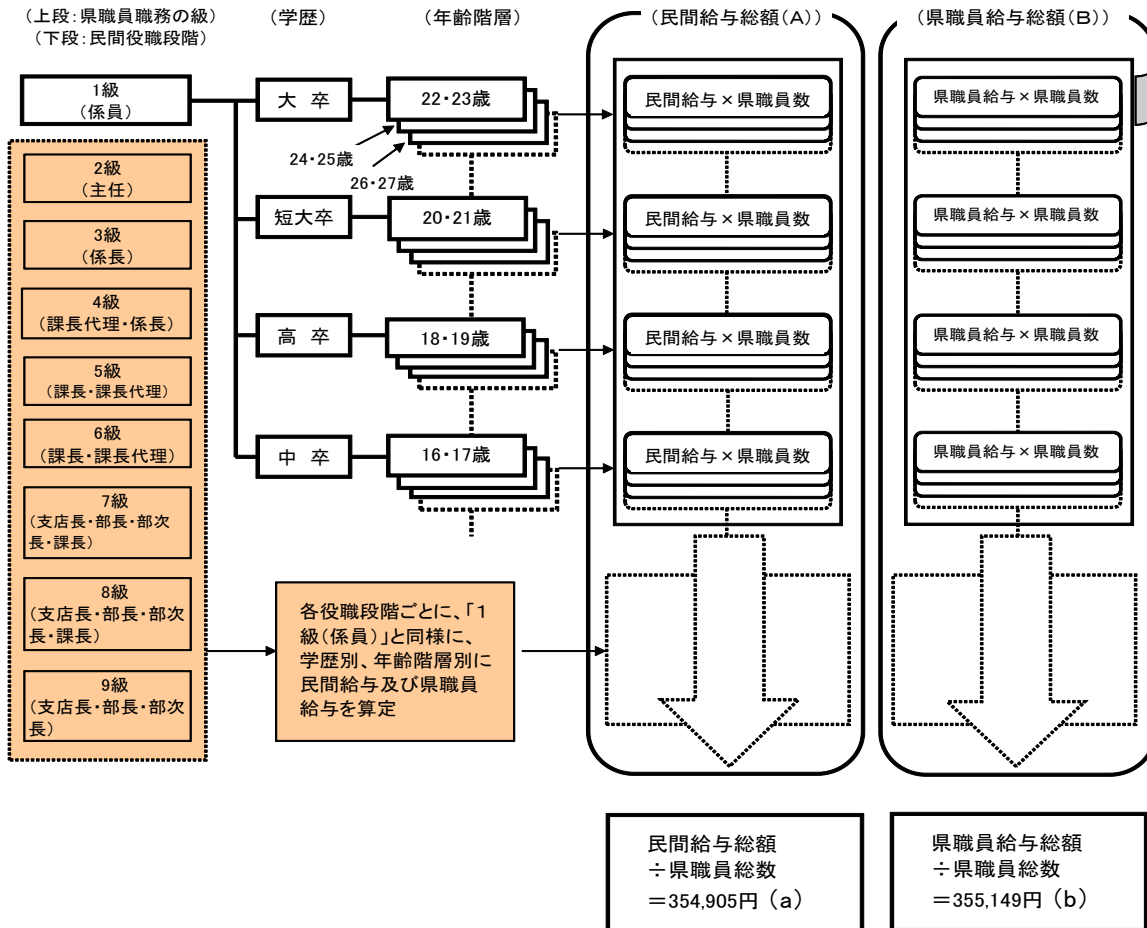 （上段：県職員職務の級）
（下段：民間役職段階）
（学歴）
（年齢階層）
（民間給与総額（A））
（県職員給与総額（B））
1級
（係員）
2級
（主任）
3級
（係長）
4級
（課長代理・係長）
5級
（課長・課長代理）
6級
（課長・課長代理）
7級
（支店長・部長・部次
長・課長）
8級
（支店長・部長・部次
長・課長）
9級
（支店長・部長・部次
長）
大 卒
22・23歳
24・25歳
26・27歳
民間給与×県職員数
県職員給与×県職員数
短大卒
20・21歳
民間給与×県職員数
県職員給与×県職員数
高 卒
18・19歳
民間給与×県職員数
県職員給与×県職員数
中 卒
16・17歳
民間給与×県職員数
県職員給与×県職員数
各役職段階ごとに、「1
級（係員）」と同様に、
学歴別、年齢階層別に
民間給与及び県職員
給与を算定
民間給与総額
÷県職員総数
＝354,905円（a）
県職員給与総額
÷県職員総数
＝355,149円（b）